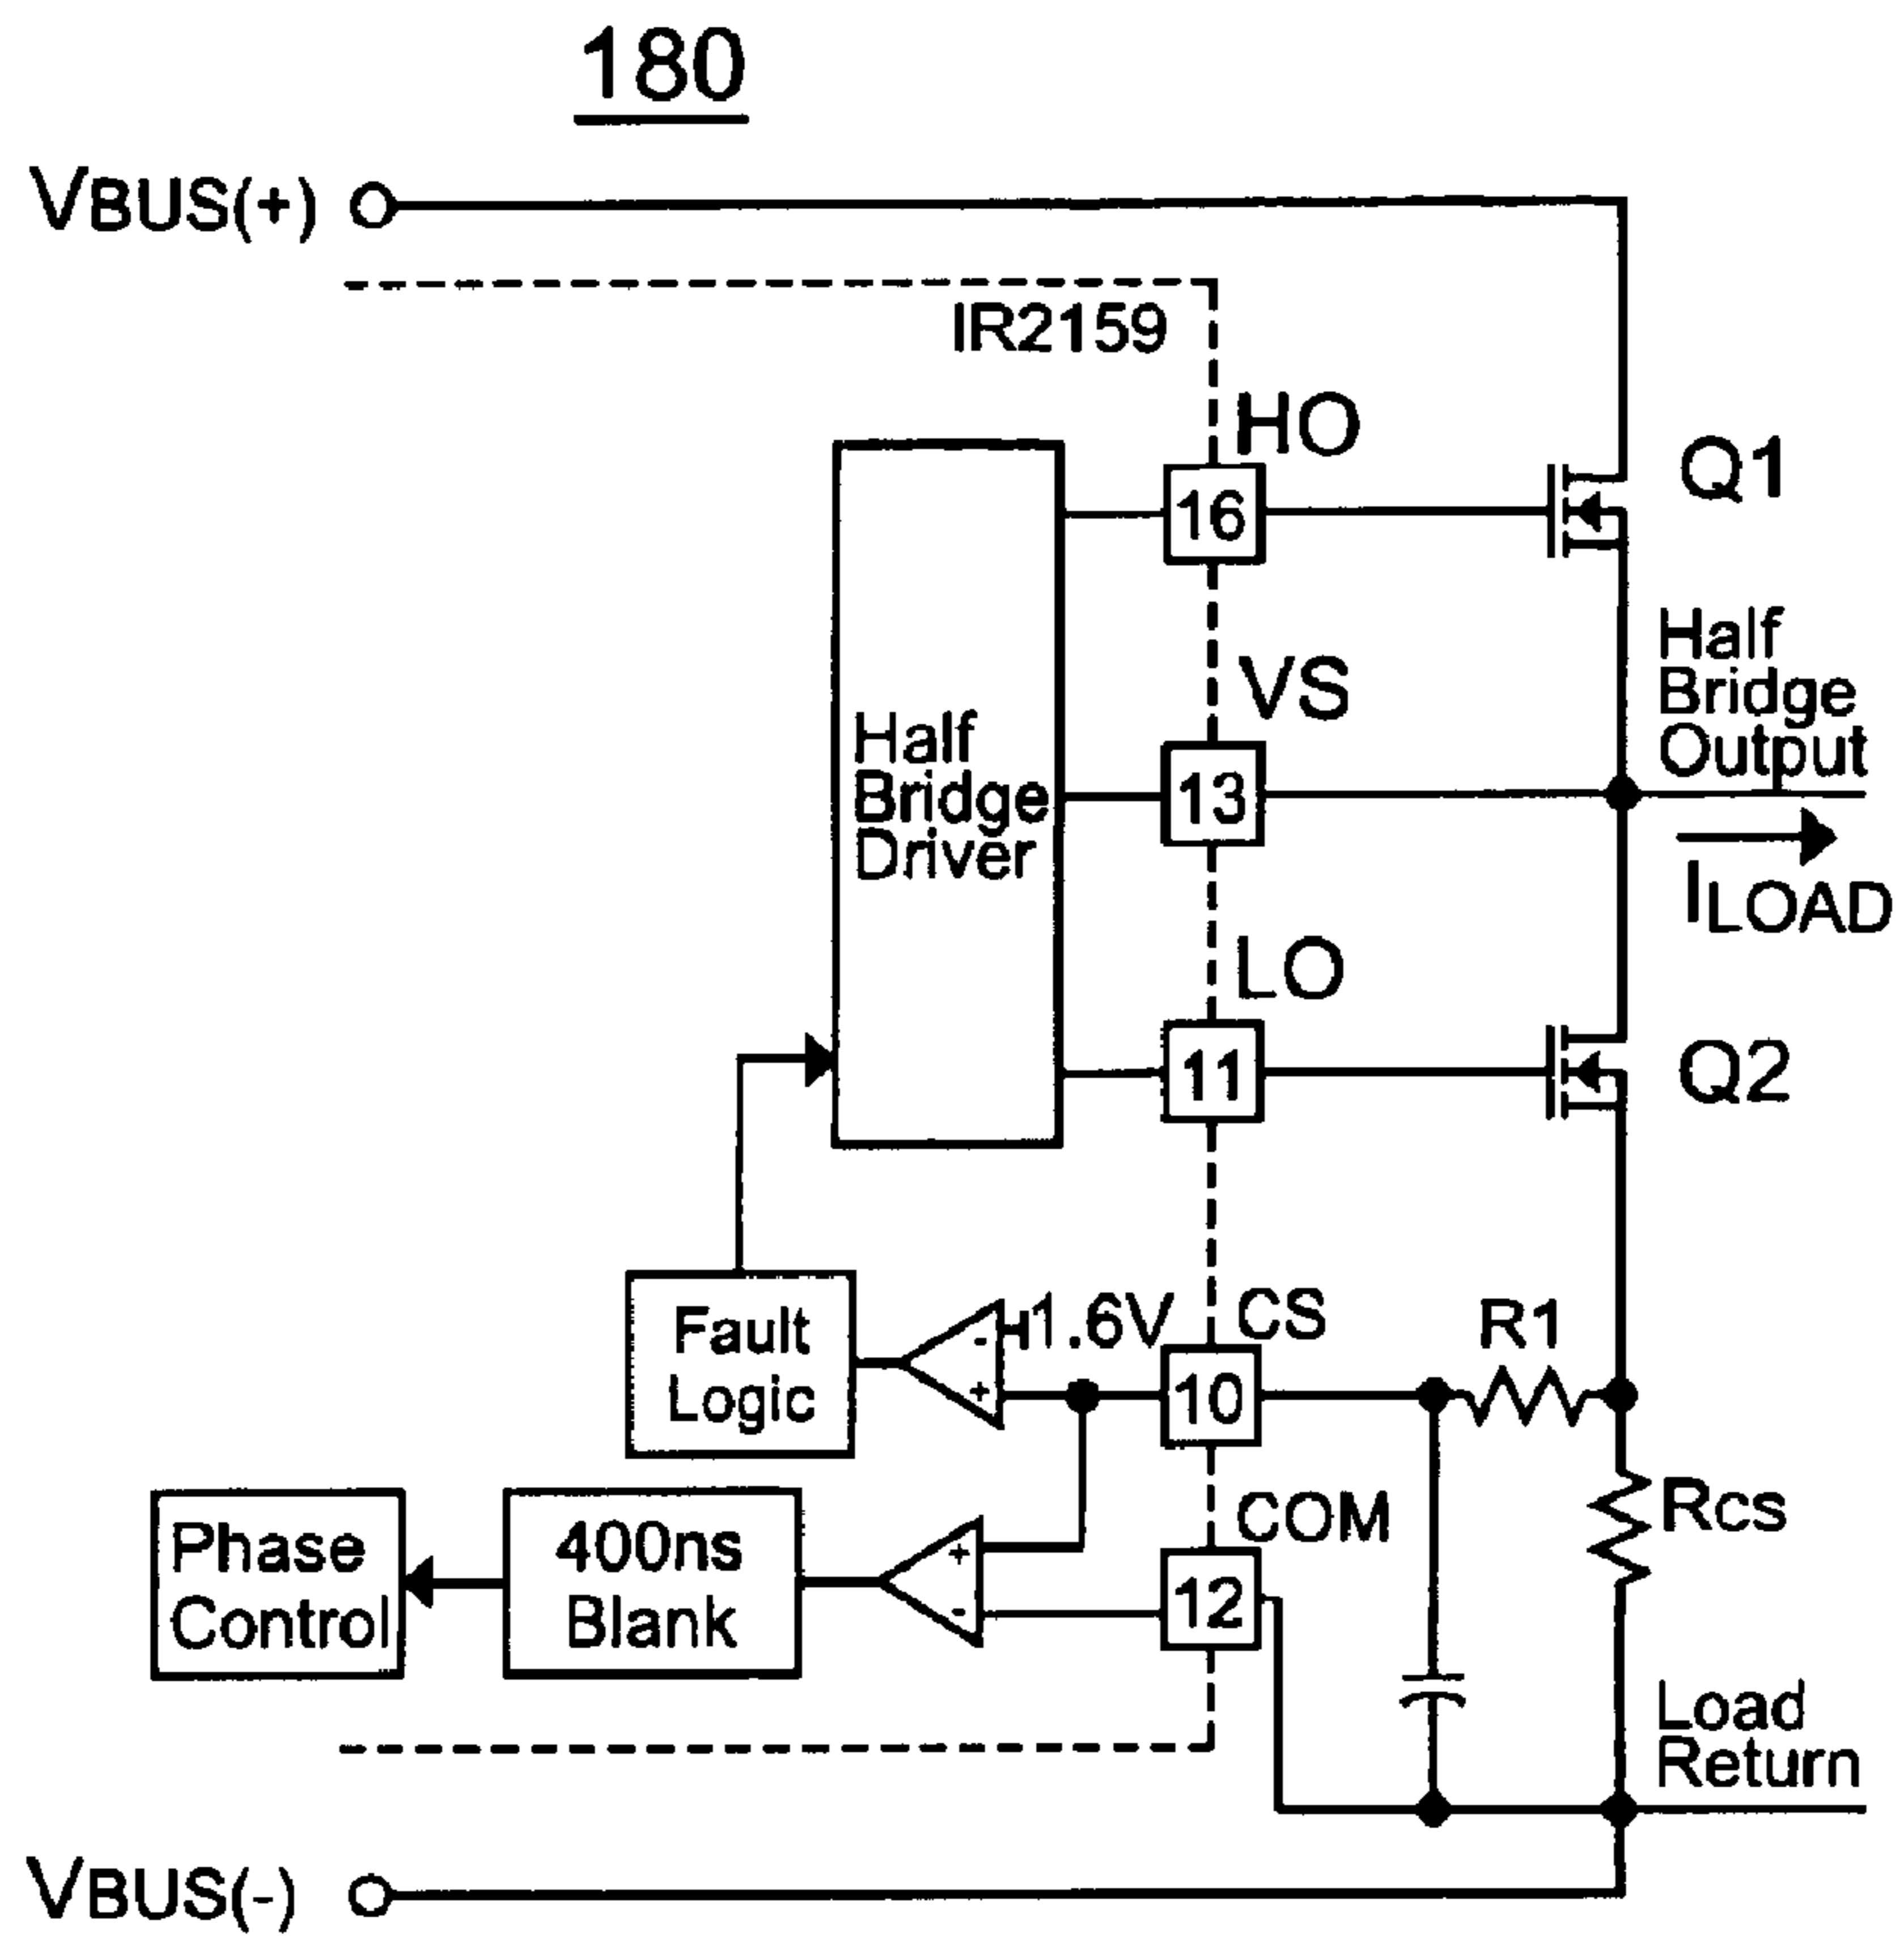 180
VBUS(+)
IR2159
HO
16
Q1
Half
Bridge
Output
VS
13
Half
Bridge
Driver
ILOAD
LO
11
Q2
Fault
Logic
-
+
1.6V
CS
10
R1
Phase
Control
400ns
Blank
+
-
COM
12
RCS
Load
Return
VBUS(-)